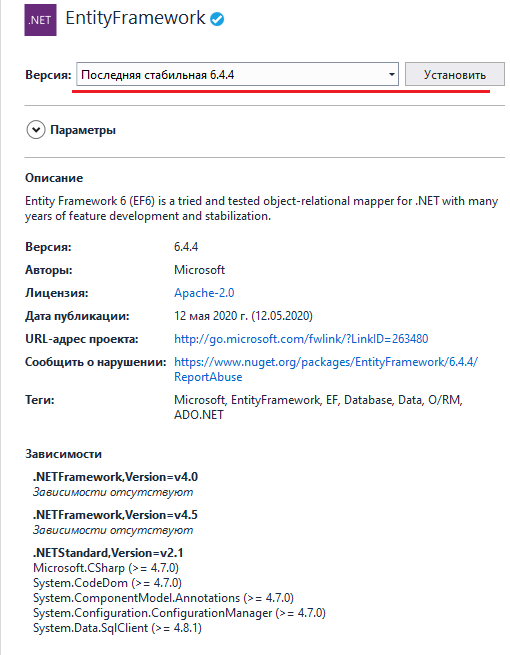 .NET EntityFramework
Версия: Последняя стабильная 6.4.4 Установить
Параметры
Описание
Entity Framework 6 (EF6) is a tried and tested object-relational mapper for .NET with many
years of feature development and stabilization.
Версия: 6.4.4
Авторы: Microsoft
Лицензия: Apache-2.0
Дата публикации: 12 мая 2020 г. (12.05.2020)
URL-адрес проекта: http://go.microsoft.com/fwlink/?LinkID=263480
Сообщить о нарушении: https://www.nuget.org/packages/EntityFramework/6.4.4/
ReportAbuse
Теги: Microsoft, EntityFramework, EF, Database, Data, O/RM,
ADO.NET
Зависимости
.NETFramework,Version=v4.0
Зависимости отсутствуют
.NETFramework,Version=v4.5
Зависимости отсутствуют
.NETStandard,Version=v2.1
Microsoft.CSharp (>= 4.7.0)
System.CodeDom (>= 4.7.0)
System.ComponentModel.Annotations (>= 4.7.0)
System.Configuration.ConfigurationManager (>= 4.7.0)
System.Data.SqlClient (>= 4.8.1)